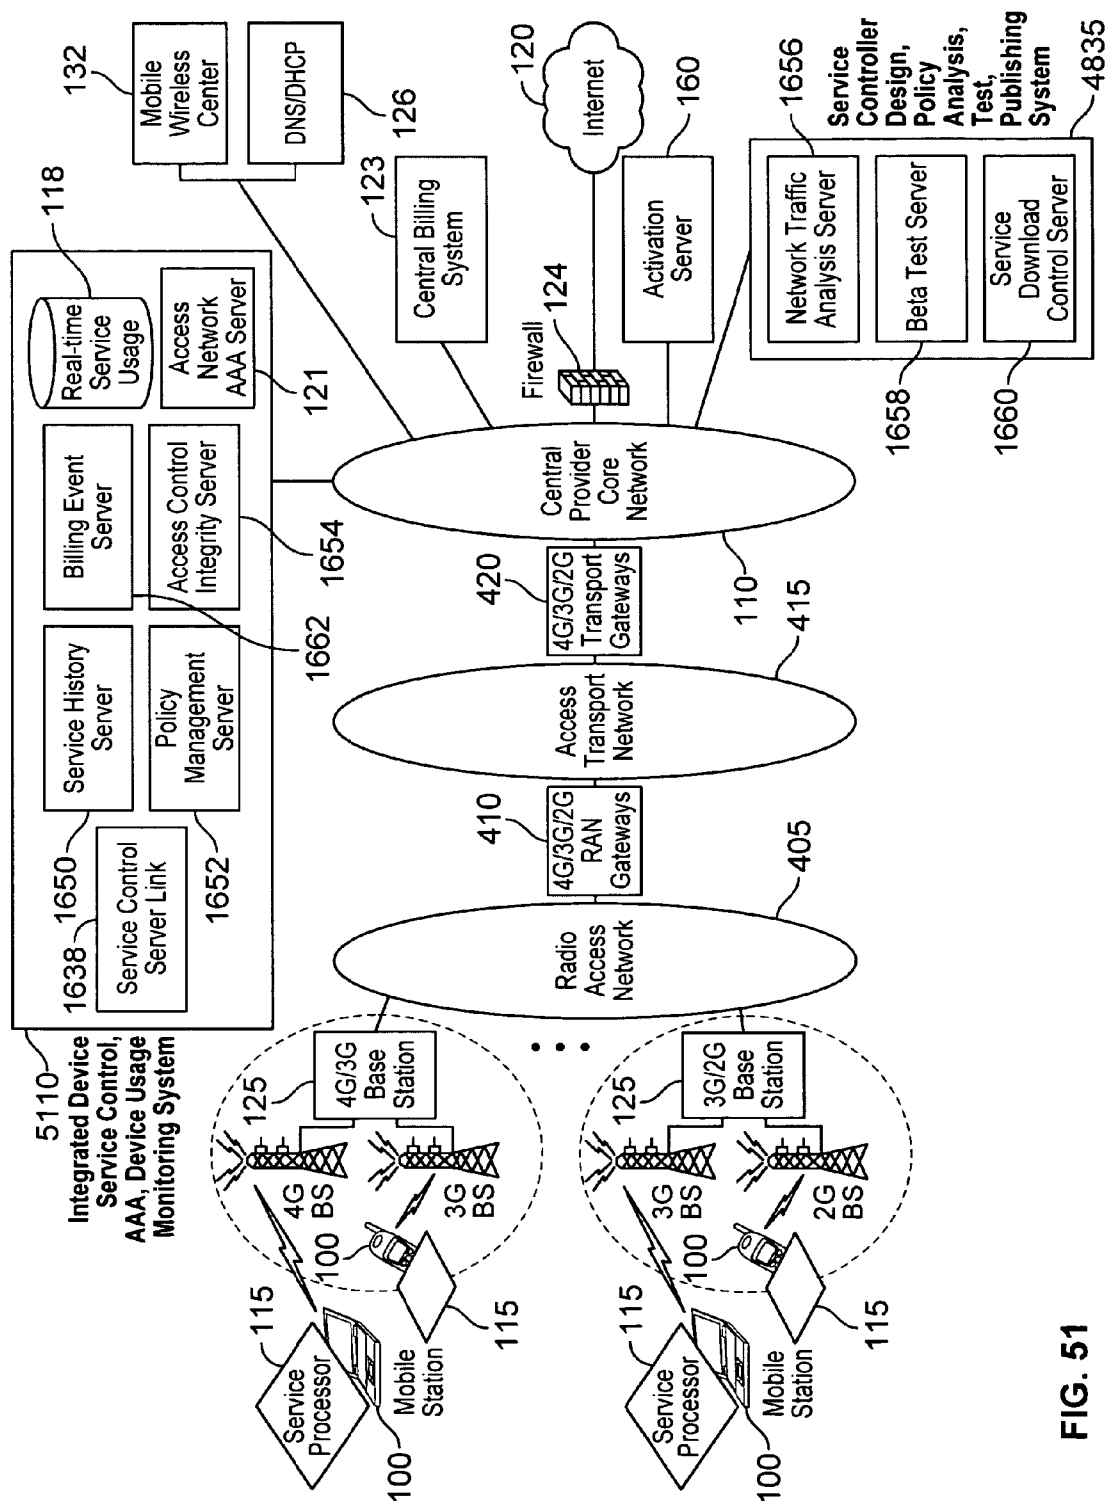 5110
Integrated Device
Service Control,
AAA, Device Usage
Monitoring System
1638
Service Control
Server Link
1650
Service History
Server
1652
Policy
Management
Server
1662
Billing Event
Server
Access Control
Integrity Server
1654
Real-time
Service
Usage
118
Access
Network
AAA Server
121
132
Mobile
Wireless
Center
DNS/DHCP
126
123
Central Billing
System
Firewall
124
120
Internet
160
Activation
Server
1656
Service
Controller
Design,
Policy
Analysis,
Test,
Publishing
System
4835
Network Traffic
Analysis Server
Beta Test Server
1658
Service
Download
Control Server
1660
Central
Provider
Core
Network
110
420
4G/3G/2G
Transport
Gateways
415
Access
Transport
Network
410
4G/3G/2G
RAN
Gateways
405
Radio
Access
Network
125
4G/3G
Base
Station
4G
BS
3G
BS
100
115
115
Service
Processor
Mobile
Station
100
125
3G/2G
Base
Station
3G
BS
2G
BS
100
115
115
Service
Processor
Mobile
Station
100
FIG. 51